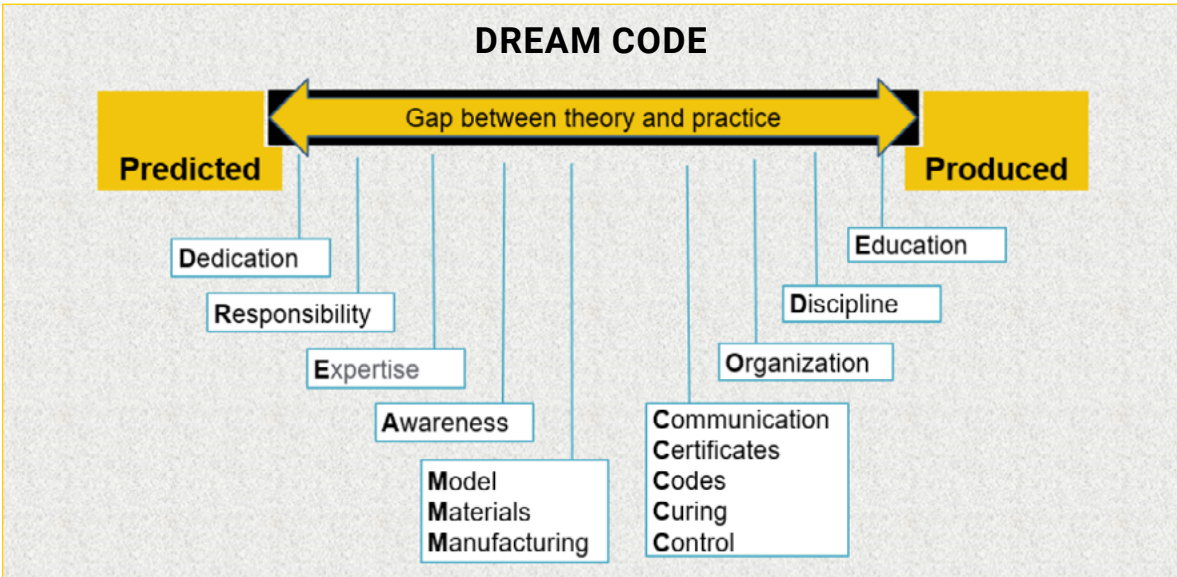 DREAM CODE
Gap between theory and practice
Predicted
Produced
Dedication
Responsibility
Expertise
Awareness
Model
Materials
Manufacturing
Communication
Certificates
Codes
Curing
Control
Organization
Discipline
Education